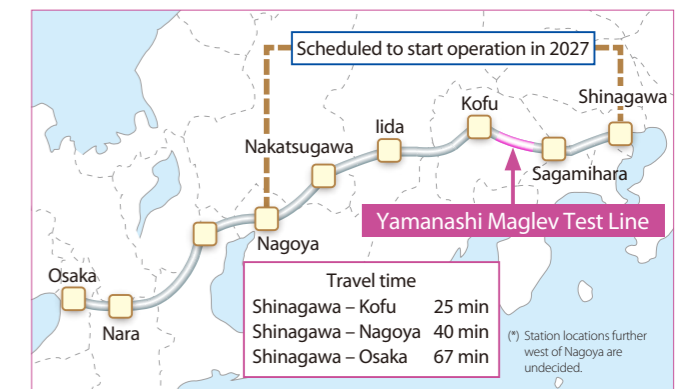 Scheduled to start operation in 2027
Shinagawa
Kofu
Iida
Nakatsugawa
Sagamihara
Yamanashi Maglev Test Line
Nagoya
Osaka
Nara
Travel time
Shinagawa – Kofu 25 min
Shinagawa – Nagoya 40 min
Shinagawa – Osaka 67 min
(*) Station locations further
west of Nagoya are
undecided.